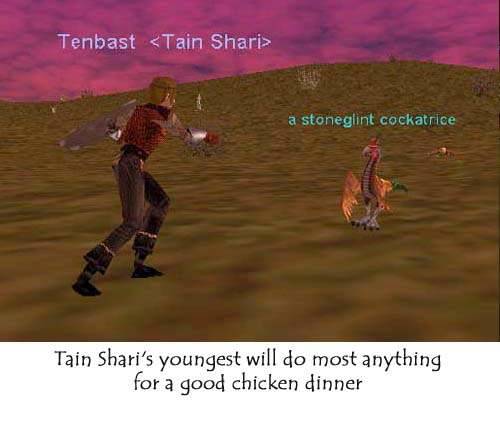 Tenbast <Tain Shari>
a stoneglint cockatrice
Tain Shari's youngest will do most anything
for a good chicken dinner